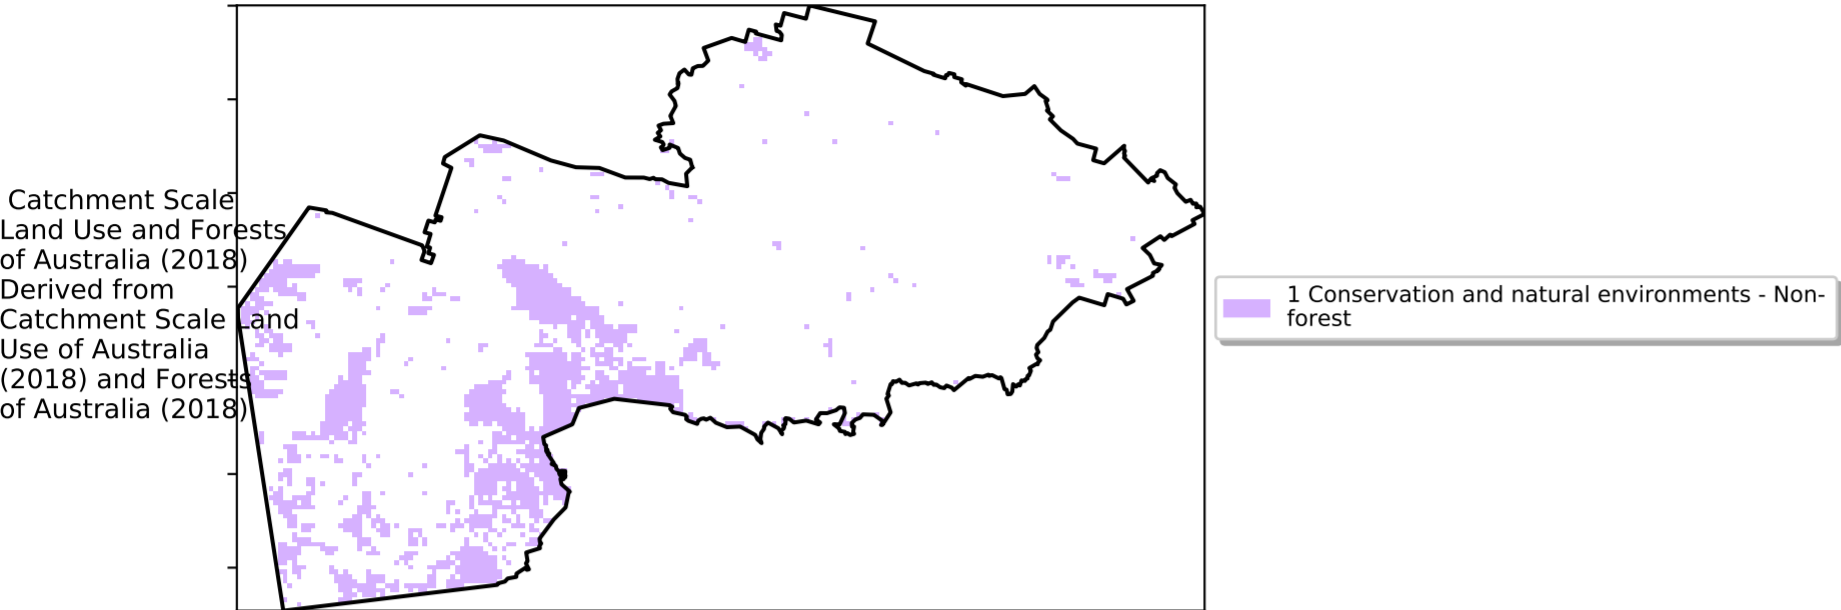 Catchment Scale
Land Use and Forests
of Australia (2018)
Derived from
Catchment Scale Land
Use of Australia
(2018) and Forests
of Australia (2018)
1 Conservation and natural environments - Non-
forest